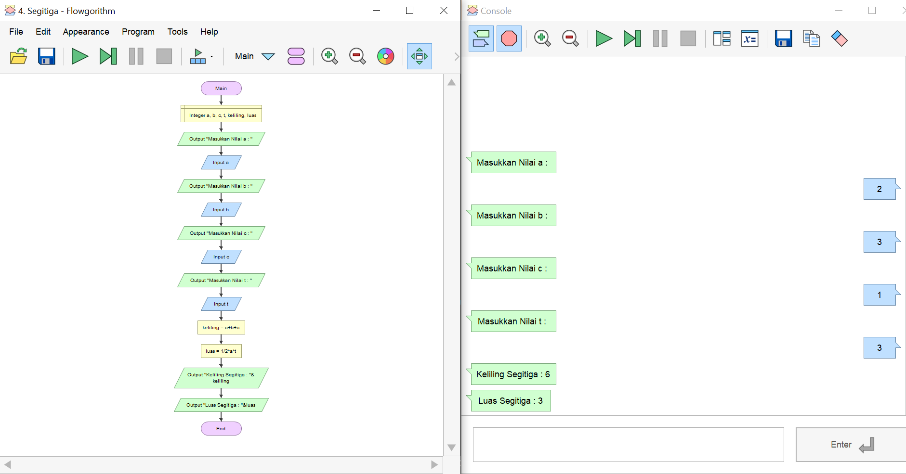 4. Segitiga - Flowgorithm
File Edit Appearance Program Tools Help
Main
Main
Integer a, b, c, t, keliling, luas
Output "Masukkan Nilai a : "
Input a
Output "Masukkan Nilai b : "
Input b
Output "Masukkan Nilai c : "
Input c
Output "Masukkan Nilai t : "
Input t
keliling = a+b+c
luas = 1/2*a*t
Output "Keliling Segitiga : "&
keliling
Output "Luas Segitiga : "&luas
End
Console
Masukkan Nilai a :
2
Masukkan Nilai b :
3
Masukkan Nilai c :
1
Masukkan Nilai t :
3
Keliling Segitiga : 6
Luas Segitiga : 3
Enter